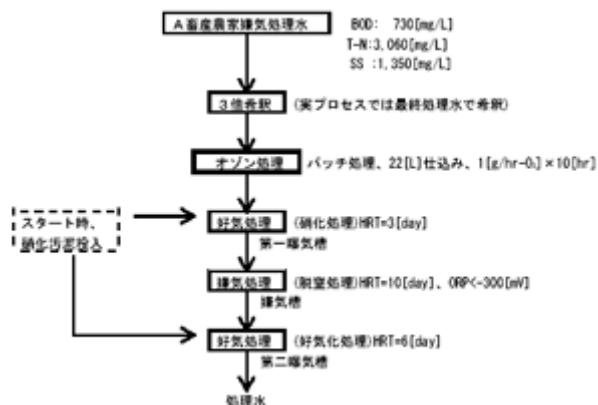 A畜産農家嫌気処理水
BOD: 730[mg/L]
T-N:3,060[mg/L]
SS :1,350[mg/L]
3倍希釈 (実プロセスでは最終処理水で希釈)
オゾン処理 バッチ処理、22[L]仕込み、1[g/hr-O₃]×10[hr]
スタート時、
硝化汚泥投入
好気処理 (硝化処理)HRT=3[day]
第一曝気槽
嫌気処理 (脱窒処理)HRT=10[day]、ORP<-300[mV]
嫌気槽
好気処理 (好気化処理)HRT=6[day]
第二曝気槽
処理水